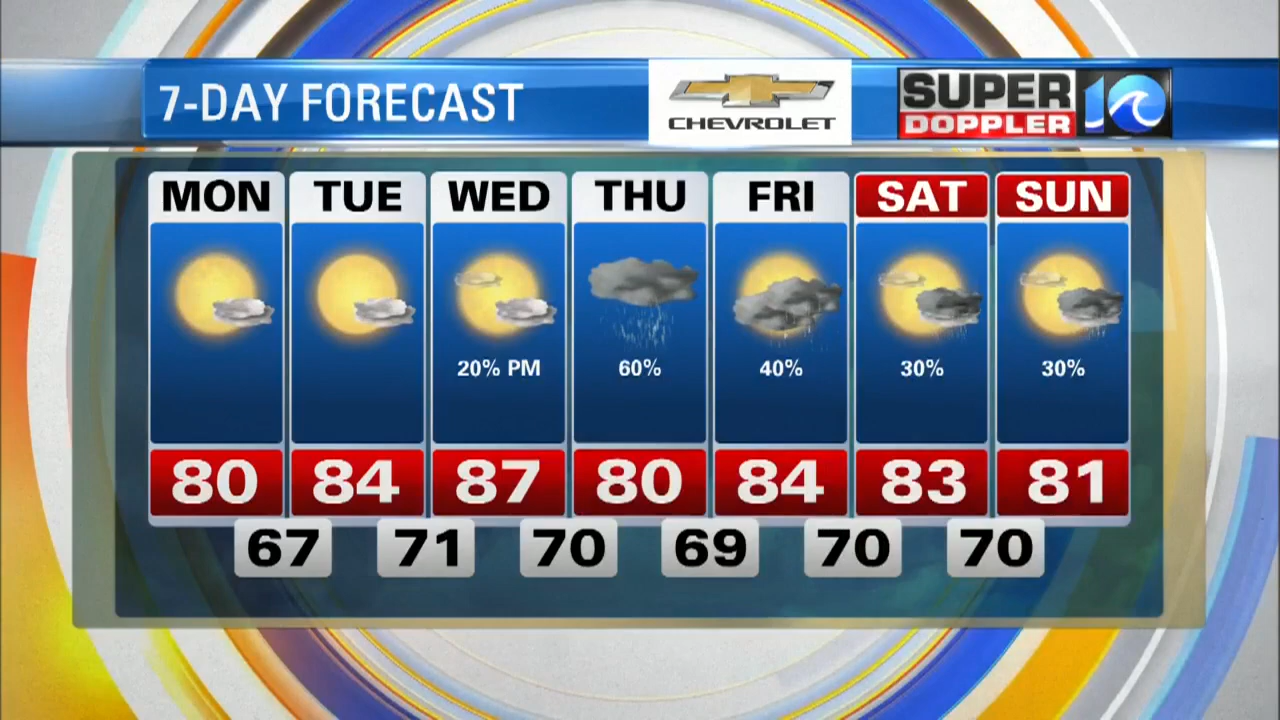 7-DAY FORECAST
CHEVROLET
SUPER
DOPPLER 10
MON TUE WED THU FRI SAT SUN
20% PM 60% 40% 30% 30%
80 84 87 80 84 83 81
67 71 70 69 70 70